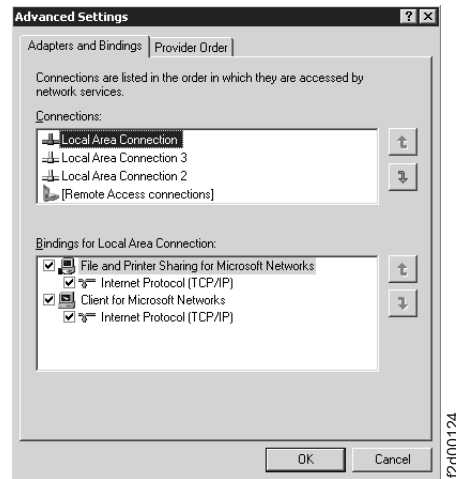 Advanced Settings
Adapters and Bindings Provider Order
Connections are listed in the order in which they are accessed by
network services.
Connections:
Local Area Connection
Local Area Connection 3
Local Area Connection 2
[Remote Access connections]
Bindings for Local Area Connection:
File and Printer Sharing for Microsoft Networks
Internet Protocol (TCP/IP)
Client for Microsoft Networks
Internet Protocol (TCP/IP)
OK Cancel
f2d00124